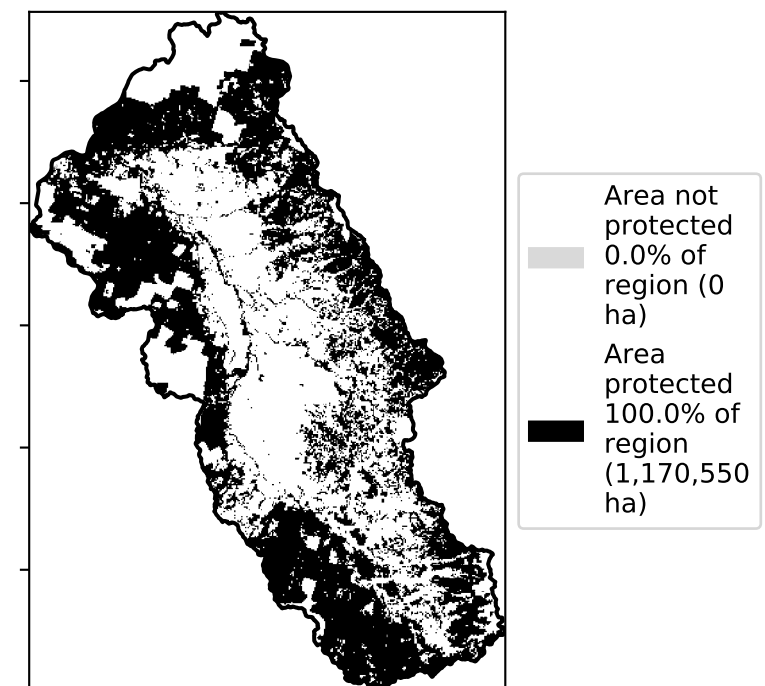 Area not
protected
0.0% of
region (0
ha)
Area
protected
100.0% of
region
(1,170,550
ha)